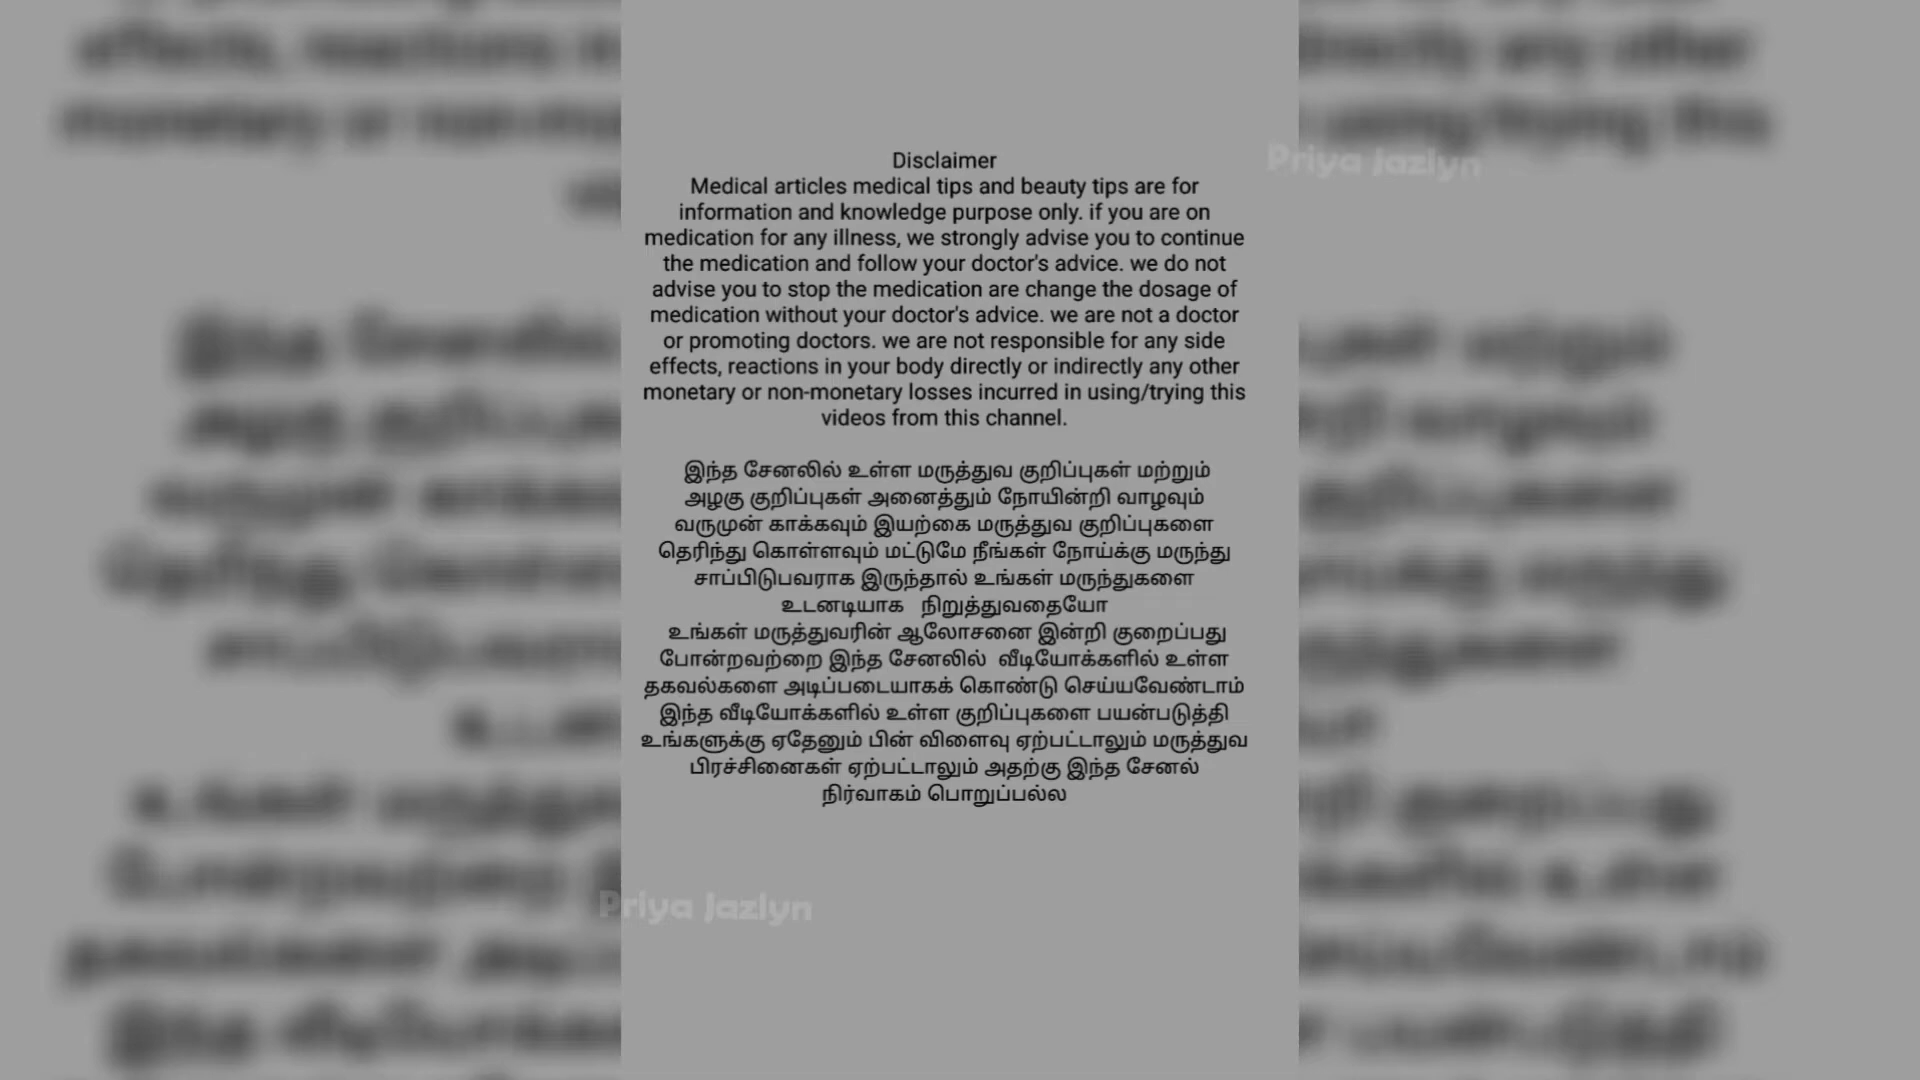 Disclaimer
Medical articles medical tips and beauty tips are for
information and knowledge purpose only. if you are on
medication for any illness, we strongly advise you to continue
the medication and follow your doctor's advice. we do not
advise you to stop the medication are change the dosage of
medication without your doctor's advice. we are not a doctor
or promoting doctors. we are not responsible for any side
effects, reactions in your body directly or indirectly any other
monetary or non-monetary losses incurred in using/trying this
videos from this channel.
இந்த சேனலில் உள்ள மருத்துவ குறிப்புகள் மற்றும்
அழகு குறிப்புகள் அனைத்தும் நோயின்றி வாழவும்
வருமுன் காக்கவும் இயற்கை மருத்துவ குறிப்புகளை
தெரிந்து கொள்ளவும் மட்டுமே நீங்கள் நோய்க்கு மருந்து
சாப்பிடுபவராக இருந்தால் உங்கள் மருந்துகளை
உடனடியாக நிறுத்துவதையோ
உங்கள் மருத்துவரின் ஆலோசனை இன்றி குறைப்பது
போன்றவற்றை இந்த சேனலில் வீடியோக்களில் உள்ள
தகவல்களை அடிப்படையாகக் கொண்டு செய்யவேண்டாம்
இந்த வீடியோக்களில் உள்ள குறிப்புகளை பயன்படுத்தி
உங்களுக்கு ஏதேனும் பின் விளைவு ஏற்பட்டாலும் மருத்துவ
பிரச்சினைகள் ஏற்பட்டாலும் அதற்கு இந்த சேனல்
நிர்வாகம் பொறுப்பல்ல
Priya Jazlyn
Priya Jazlyn